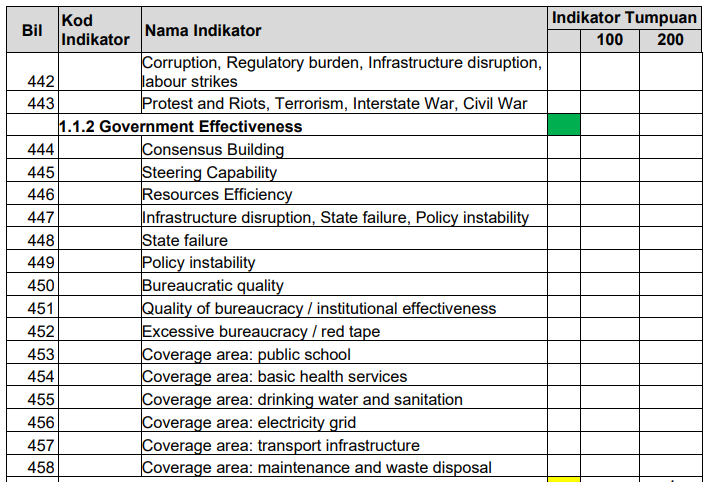 Bil Kod Indikator Nama Indikator Indikator Tumpuan
100 200
442 Corruption, Regulatory burden, Infrastructure disruption, labour strikes
443 Protest and Riots, Terrorism, Interstate War, Civil War
1.1.2 Government Effectiveness
444 Consensus Building
445 Steering Capability
446 Resources Efficiency
447 Infrastructure disruption, State failure, Policy instability
448 State failure
449 Policy instability
450 Bureaucratic quality
451 Quality of bureaucracy / institutional effectiveness
452 Excessive bureaucracy / red tape
453 Coverage area: public school
454 Coverage area: basic health services
455 Coverage area: drinking water and sanitation
456 Coverage area: electricity grid
457 Coverage area: transport infrastructure
458 Coverage area: maintenance and waste disposal